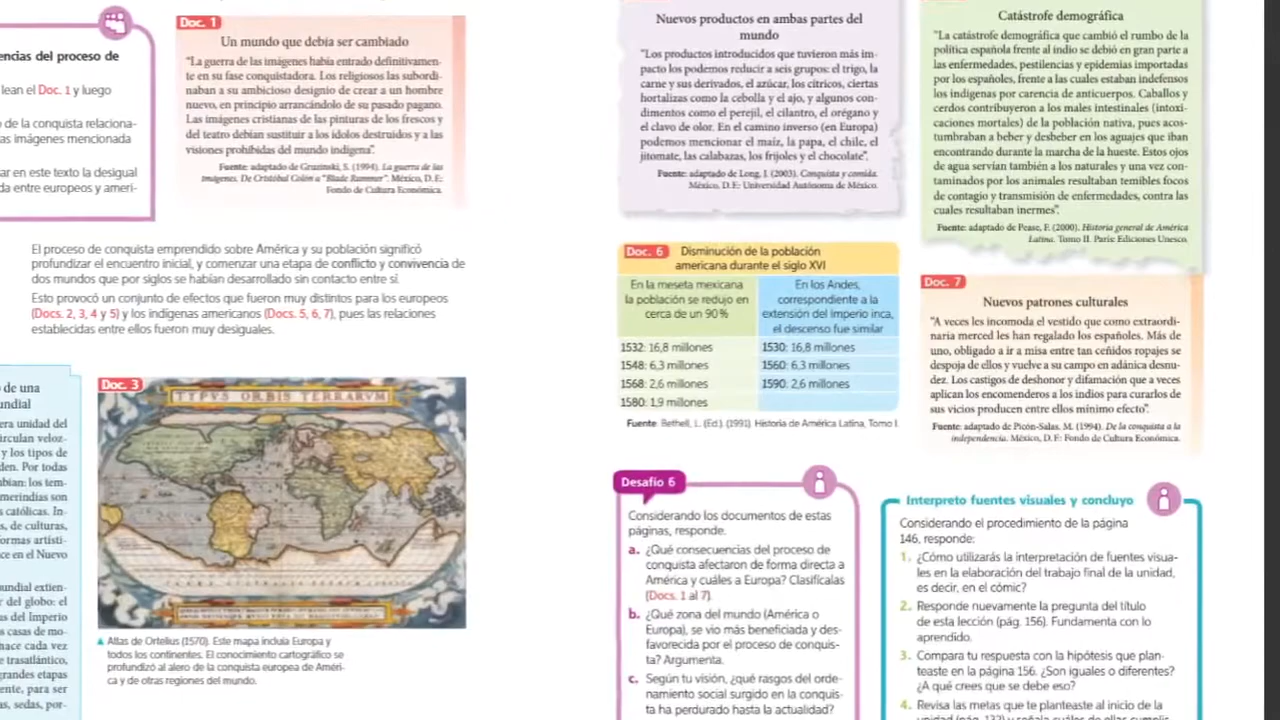 encias del proceso de
lean el Doc. 1 y luego
o de la conquista relaciona-
as imágenes mencionada
ar en este texto la desigual
da entre europeos y ameri-
Doc. 1
Un mundo que debía ser cambiado
"La guerra de las imágenes había entrado definitivamen-
te en su fase conquistadora. Los religiosos las subordi-
naban a su ambicioso designio de crear a un hombre
nuevo, en principio arrancándolo de su pasado pagano.
Las imágenes cristianas de las pinturas de los frescos y
del teatro debían sustituir a los ídolos destruidos y a las
visiones prohibidas del mundo indígena".
Fuente: adaptado de Gruzinski, S. (1994). La guerra de las
imágenes. De Cristóbal Colón a "Blade Runner". México, D. F.:
Fondo de Cultura Económica.
El proceso de conquista emprendido sobre América y su población significó
profundizar el encuentro inicial, y comenzar una etapa de conflicto y convivencia de
dos mundos que por siglos se habían desarrollado sin contacto entre sí.
Esto provocó un conjunto de efectos que fueron muy distintos para los europeos
(Docs. 2, 3, 4 y 5) y los indígenas americanos (Docs. 5, 6, 7), pues las relaciones
establecidas entre ellos fueron muy desiguales.
o de una
undial
era unidad del
irculan veloz-
y los tipos de
den. Por todas
mbian: los tem-
merindias son
s católicas. In-
s, de culturas,
ormas artísti-
ce en el Nuevo
undial extien-
r del globo: el
as del Imperio
s casas de mo-
hace cada vez
e trasatlántico,
grandes etapas
ente, para ser
as, sedas, por-
Doc. 3
TYPVS ORBIS TERRARVM
Atlas de Ortelius (1570). Este mapa incluía Europa y
todos los continentes. El conocimiento cartográfico se
profundizó al alero de la conquista europea de Améri-
ca y de otras regiones del mundo.
Nuevos productos en ambas partes del
mundo
"Los productos introducidos que tuvieron más im-
pacto los podemos reducir a seis grupos: el trigo, la
carne y sus derivados, el azúcar, los cítricos, ciertas
hortalizas como la cebolla y el ajo, y algunos con-
dimentos como el perejil, el cilantro, el orégano y
el clavo de olor. En el camino inverso (en Europa)
podemos mencionar el maíz, la papa, el chile, el
jitomate, las calabazas, los frijoles y el chocolate".
Fuente: adaptado de Long, J. (2003). Conquista y comida.
México, D. F.: Universidad Autónoma de México.
Catástrofe demográfica
"La catástrofe demográfica que cambió el rumbo de la
política española frente al indio se debió en gran parte a
las enfermedades, pestilencias y epidemias importadas
por los españoles, frente a las cuales estaban indefensos
los indígenas por carencia de anticuerpos. Caballos y
cerdos contribuyeron a los males intestinales (intoxi-
caciones mortales) de la población nativa, pues acos-
tumbraban a beber y desbeber en los aguajes que iban
encontrando durante la marcha de la hueste. Estos ojos
de agua servían también a los naturales y una vez con-
taminados por los animales resultaban temibles focos
de contagio y transmisión de enfermedades, contra las
cuales resultaban inermes".
Fuente: adaptado de Pease, F. (2000). Historia general de América
Latina. Tomo II. París: Ediciones Unesco.
Doc. 6
Disminución de la población
americana durante el siglo XVI
En la meseta mexicana
la población se redujo en
cerca de un 90%
En los Andes,
correspondiente a la
extensión del Imperio inca,
el descenso fue similar
1532: 16,8 millones
1530: 16,8 millones
1548: 6,3 millones
1560: 6,3 millones
1568: 2,6 millones
1590: 2,6 millones
1580: 1,9 millones
Fuente: Bethell, L. (Ed.) (1991). Historia de América Latina, Tomo I.
Doc. 7
Nuevos patrones culturales
"A veces les incomoda el vestido que como extraordi-
naria merced les han regalado los españoles. Más de
uno, obligado a ir a misa entre tan ceñidos ropajes se
despoja de ellos y vuelve a su campo en adánica desnu-
dez. Los castigos de deshonor y difamación que a veces
aplican los encomenderos a los indios para curarlos de
sus vicios producen entre ellos mínimo efecto".
Fuente: adaptado de Picón-Salas, M. (1994). De la conquista a la
independencia. México, D. F.: Fondo de Cultura Económica.
Desafío 6
Considerando los documentos de estas
páginas, responde.
a. ¿Qué consecuencias del proceso de
conquista afectaron de forma directa a
América y cuáles a Europa? Clasifícalas
(Docs. 1 al 7).
b. ¿Qué zona del mundo (América o
Europa), se vio más beneficiada y des-
favorecida por el proceso de conquis-
ta? Argumenta.
c. Según tu visión, ¿qué rasgos del orde-
namiento social surgido en la conquis-
ta ha perdurado hasta la actualidad?
Interpreto fuentes visuales y concluyo
Considerando el procedimiento de la página
146, responde:
1. ¿Cómo utilizarás la interpretación de fuentes visua-
les en la elaboración del trabajo final de la unidad,
es decir, en el cómic?
2. Responde nuevamente la pregunta del título
de esta lección (pág. 156). Fundamenta con lo
aprendido.
3. Compara tu respuesta con la hipótesis que plan-
teaste en la página 156. ¿Son iguales o diferentes?
¿A qué crees que se debe eso?
4. Revisa las metas que te planteaste al inicio de la
unidad (pág. 132) y señala cuáles de ellas